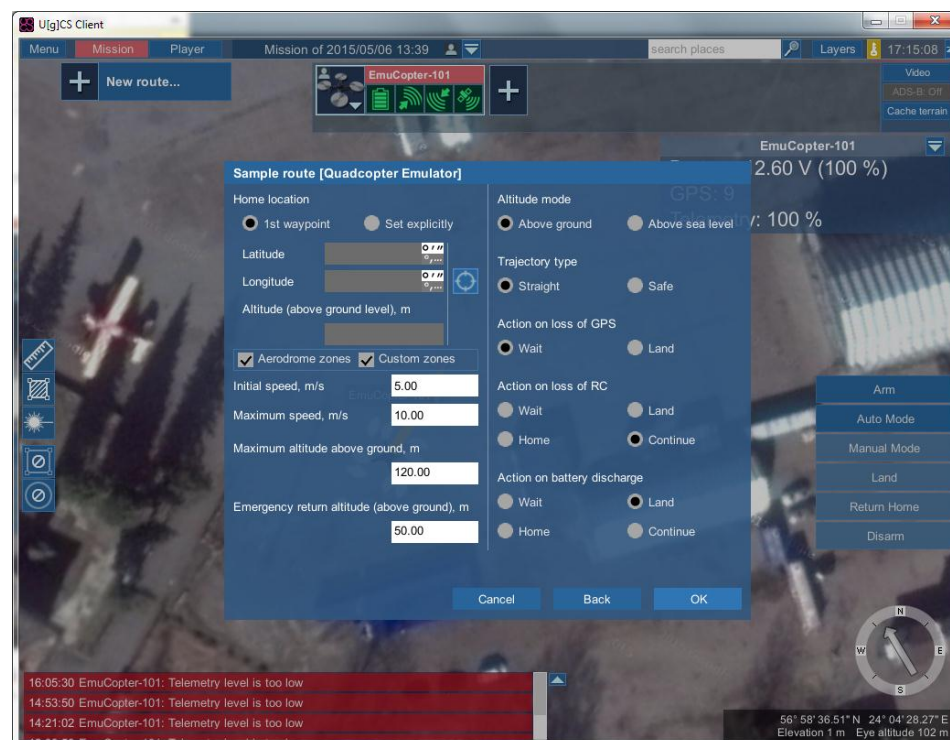 U[g]CS Client
Menu Mission Player Mission of 2015/05/06 13:39 search places Layers 17:15:08
New route...
EmuCopter-101
Video
ADS-B: Off
Cache terrain
EmuCopter-101
2.60 V (100 %)
GPS: 9
Telemetry: 100 %
Sample route [Quadcopter Emulator]
Home location
1st waypoint Set explicitly
Latitude
Longitude
Altitude (above ground level), m
Aerodrome zones Custom zones
Initial speed, m/s 5.00
Maximum speed, m/s 10.00
Maximum altitude above ground, m
120.00
Emergency return altitude (above ground), m
50.00
Altitude mode
Above ground Above sea level
Trajectory type
Straight Safe
Action on loss of GPS
Wait Land
Action on loss of RC
Wait Land
Home Continue
Action on battery discharge
Wait Land
Home Continue
Cancel Back OK
Arm
Auto Mode
Manual Mode
Land
Return Home
Disarm
N
W E
S
16:05:30 EmuCopter-101: Telemetry level is too low
14:53:50 EmuCopter-101: Telemetry level is too low
14:21:02 EmuCopter-101: Telemetry level is too low
56° 58' 36.51" N 24° 04' 28.27" E
Elevation 1 m Eye altitude 102 m